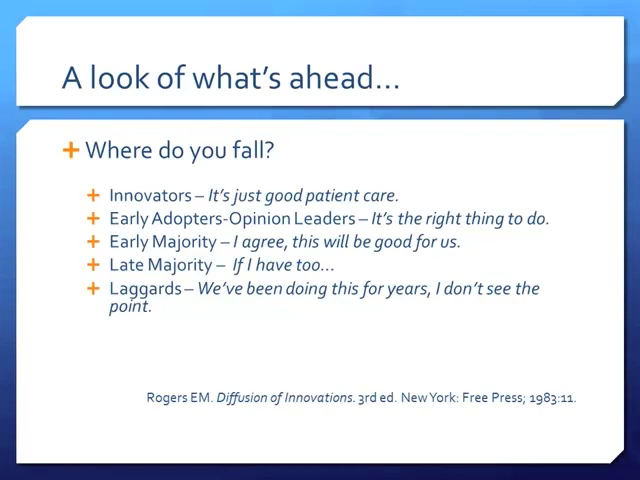 A look of what's ahead...
Where do you fall?
Innovators – It's just good patient care.
Early Adopters-Opinion Leaders – It's the right thing to do.
Early Majority – I agree, this will be good for us.
Late Majority – If I have too...
Laggards – We've been doing this for years, I don't see the
point.
Rogers EM. Diffusion of Innovations. 3rd ed. New York: Free Press; 1983:11.